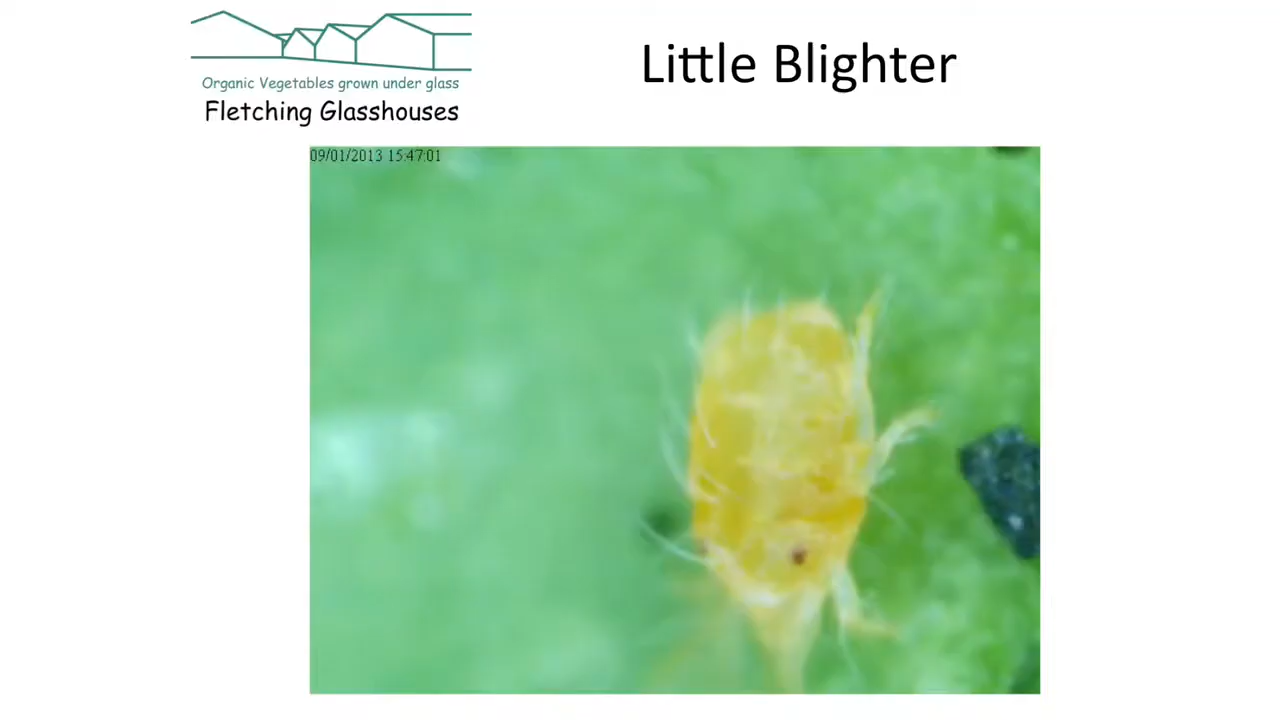 Organic Vegetables grown under glass
Fletching Glasshouses
Little Blighter
09/01/2013 15:47:01